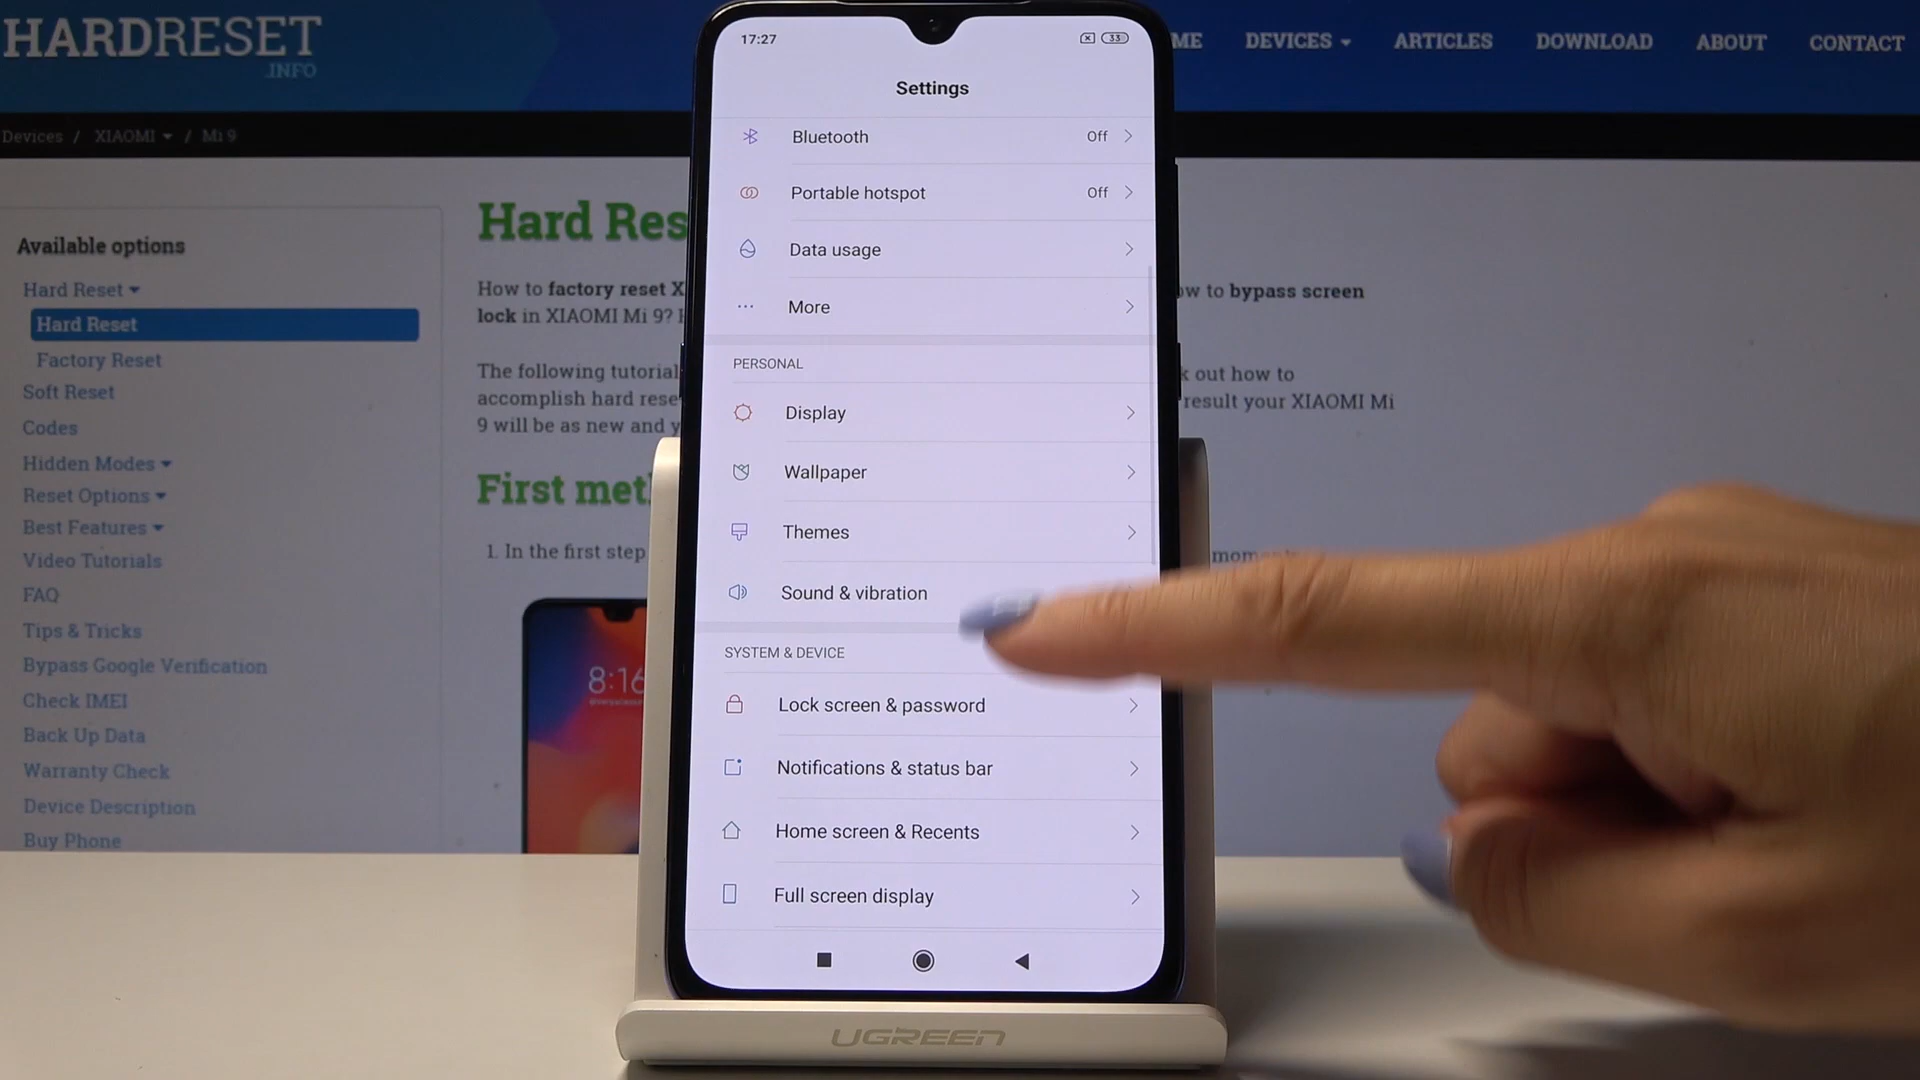 HARDRESET
.INFO
ME
DEVICES
ARTICLES
DOWNLOAD
ABOUT
CONTACT
Devices / XIAOMI / Mi 9
Available options
Hard Reset
Hard Reset
Factory Reset
Soft Reset
Codes
Hidden Modes
Reset Options
Best Features
Video Tutorials
FAQ
Tips & Tricks
Bypass Google Verification
Check IMEI
Back Up Data
Warranty Check
Device Description
Buy Phone
Hard Res
How to factory reset X
ow to bypass screen
lock in XIAOMI Mi 9?
The following tutorial
k out how to
accomplish hard rese
result your XIAOMI Mi
9 will be as new and y
First met
1. In the first step
8:16
17:27
33
Settings
Bluetooth Off
Portable hotspot Off
Data usage
More
PERSONAL
Display
Wallpaper
Themes
Sound & vibration
SYSTEM & DEVICE
Lock screen & password
Notifications & status bar
Home screen & Recents
Full screen display
UGREEN